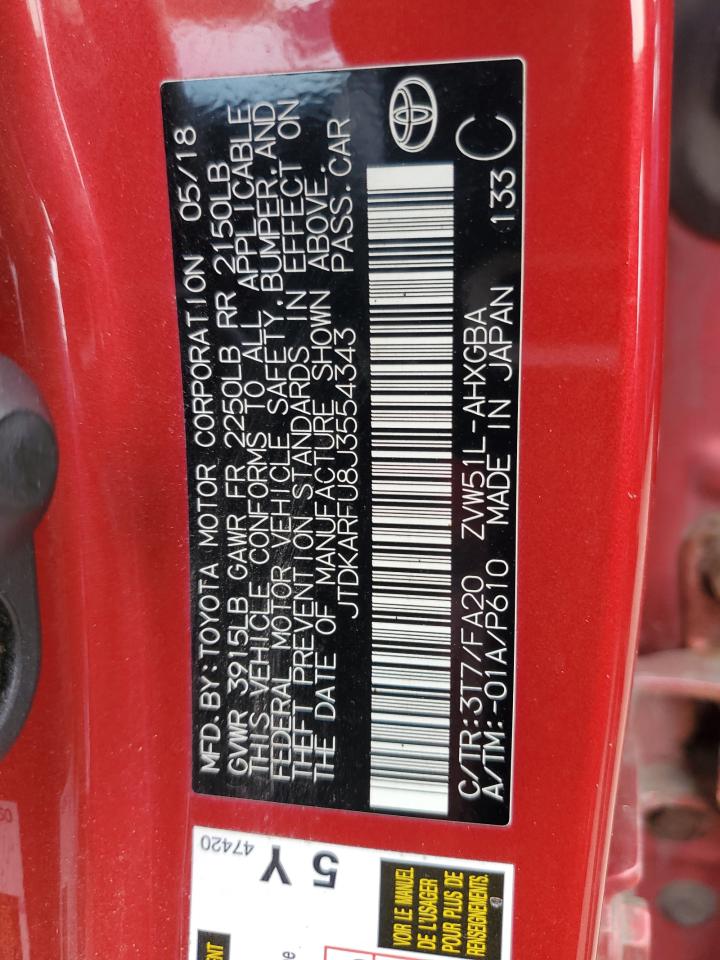 MFD.BY:TOYOTA MOTOR CORPORATION 05/18
GVWR 3915LB GAWR FR 2250LB RR 2150LB
THIS VEHICLE CONFORMS TO ALL APPLICABLE
FEDERAL MOTOR VEHICLE SAFETY,BUMPER,AND
THEFT PREVENTION STANDARDS IN EFFECT ON
THE DATE OF MANUFACTURE SHOWN ABOVE.
JTDKARFU8J3554343 PASS.CAR
C/TR:3T7/FA20 ZVW51L-AHXGBA
A/TM:-01A/P610 MADE IN JAPAN 133 C
5 Y
47420
VOIR LE MANUEL
DE L'USAGER
POUR PLUS DE
RENSEIGNEMENTS.